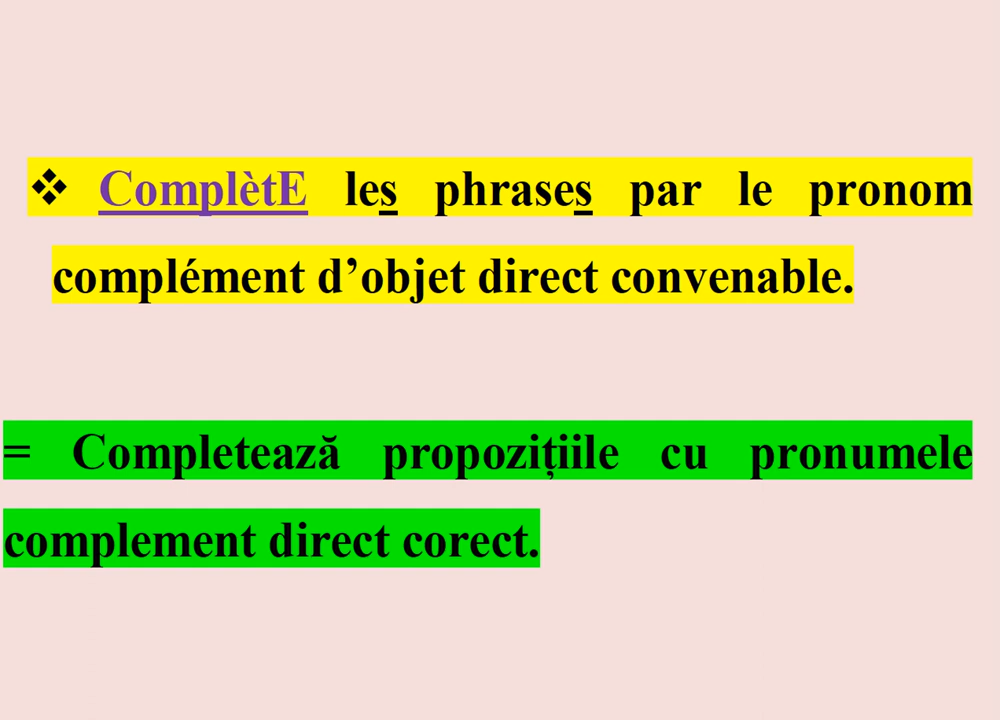 ❖ ComplètE les phrases par le pronom
complément d’objet direct convenable.
= Completează propozițiile cu pronumele
complement direct corect.